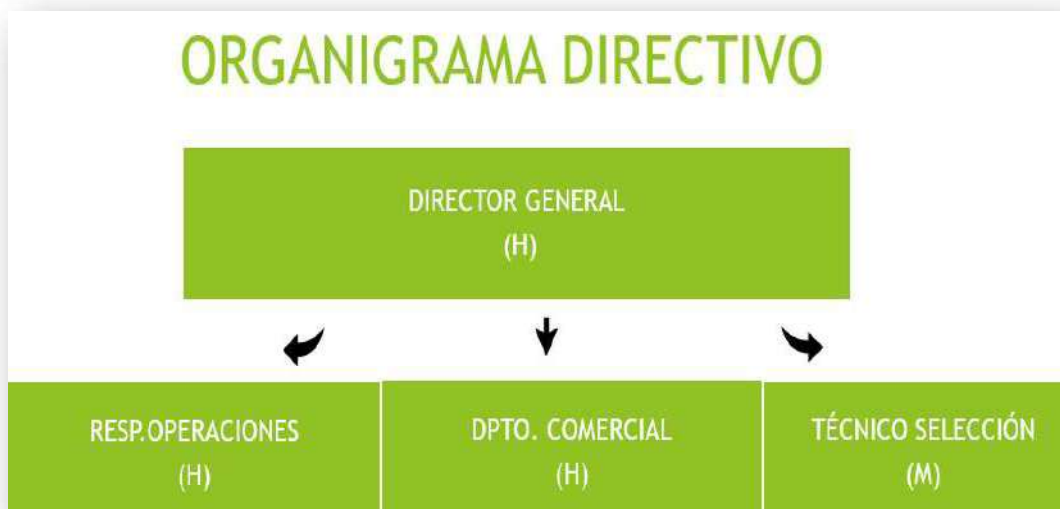 ORGANIGRAMA DIRECTIVO
DIRECTOR GENERAL
(H)
RESP.OPERACIONES
(H)
DPTO. COMERCIAL
(H)
TÉCNICO SELECCIÓN
(M)